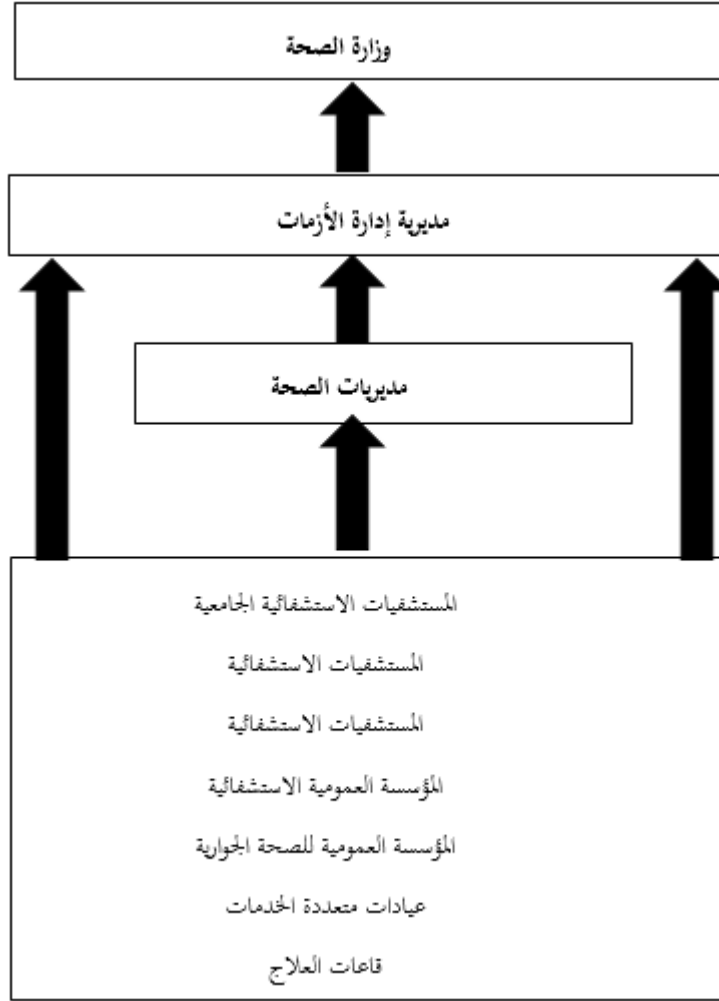 وزارة الصحة
مديرية إدارة الأزمات
مديريات الصحة
المستشفيات الاستشفائية الجامعية
المستشفيات الاستشفائية
المستشفيات الاستشفائية
المؤسسة العمومية الاستشفائية
المؤسسة العمومية للصحة الجوارية
عيادات متعددة الخدمات
قاعات العلاج